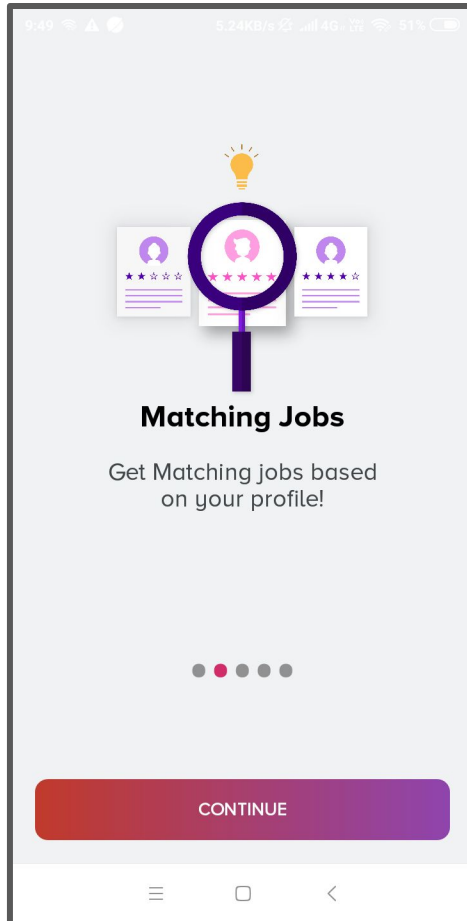 9:49 5.24KB/s 4G 51%
Matching Jobs
Get Matching jobs based
on your profile!
CONTINUE